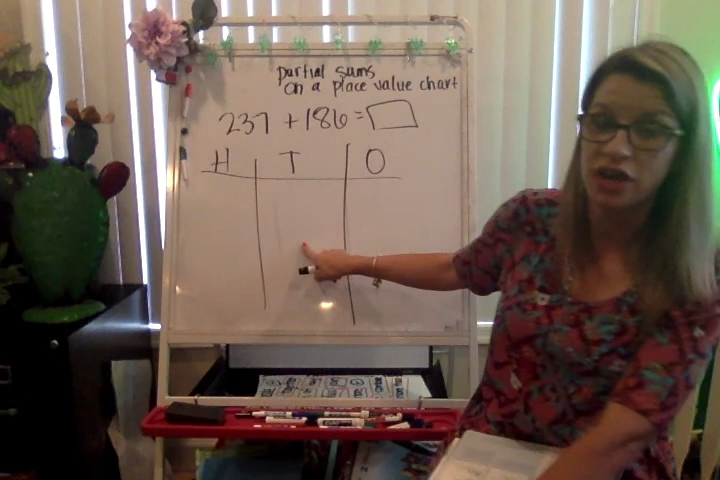 partial sums
on a place value chart
237 + 186 =
H T O